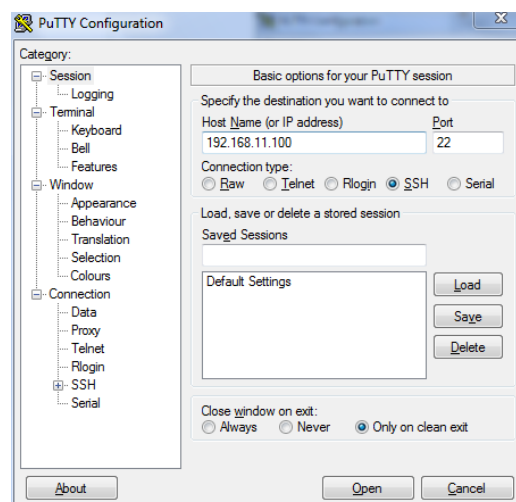 PuTTY Configuration
Category:
Session
Logging
Terminal
Keyboard
Bell
Features
Window
Appearance
Behaviour
Translation
Selection
Colours
Connection
Data
Proxy
Telnet
Rlogin
SSH
Serial
Basic options for your PuTTY session
Specify the destination you want to connect to
Host Name (or IP address) Port
192.168.11.100 22
Connection type:
Raw Telnet Rlogin SSH Serial
Load, save or delete a stored session
Saved Sessions
Default Settings
Load
Save
Delete
Close window on exit:
Always Never Only on clean exit
About Open Cancel